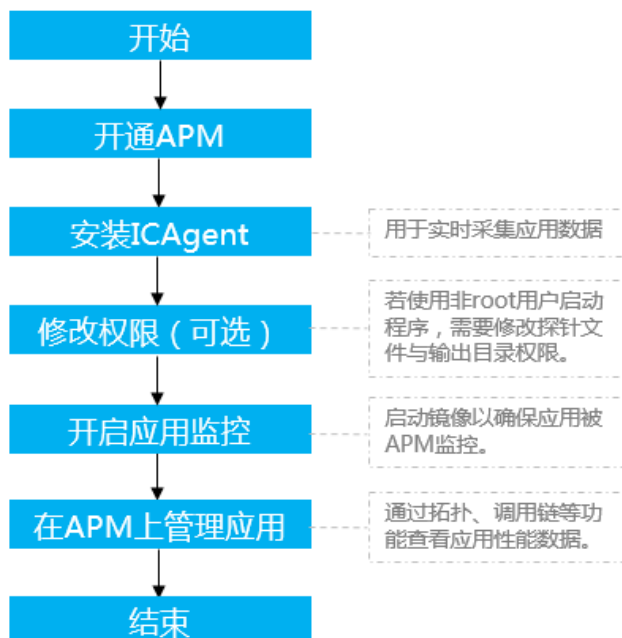 开始
开通APM
安装ICAgent
用于实时采集应用数据
修改权限（可选）
若使用非root用户启动
程序，需要修改探针文
件与输出目录权限。
开启应用监控
启动镜像以确保应用被
APM监控。
在APM上管理应用
通过拓扑、调用链等功
能查看应用性能数据。
结束